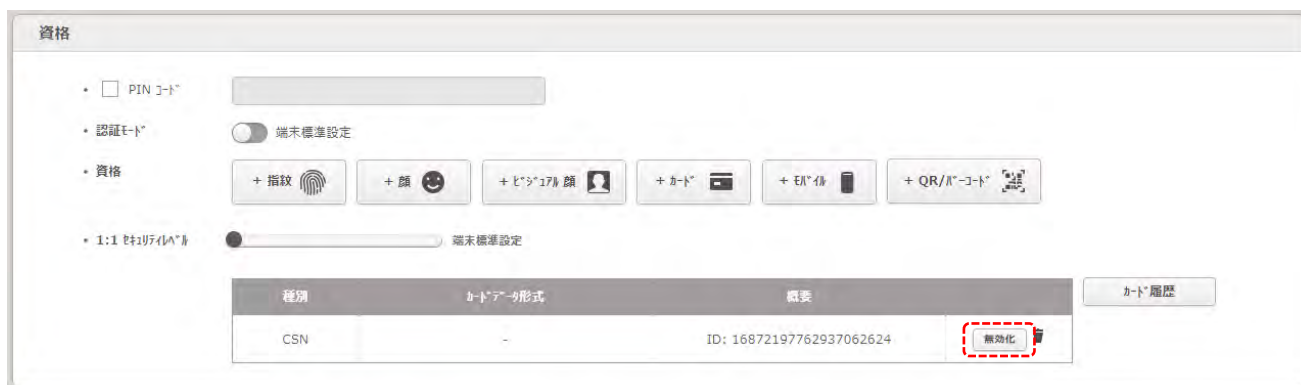 資格
• PIN ｺｰﾄﾞ
• 認証ﾓｰﾄﾞ 端末標準設定
• 資格 + 指紋 + 顔 + ﾋﾞｼﾞｭｱﾙ 顔 + ｶｰﾄﾞ + ﾓﾊﾞｲﾙ + QR/ﾊﾞｰｺｰﾄﾞ
• 1:1 ｾｷｭﾘﾃｨﾚﾍﾞﾙ 端末標準設定
種別 ｶｰﾄﾞﾃﾞｰﾀ形式 概要 ｶｰﾄﾞ履歴
CSN - ID: 16872197762937062624 無効化